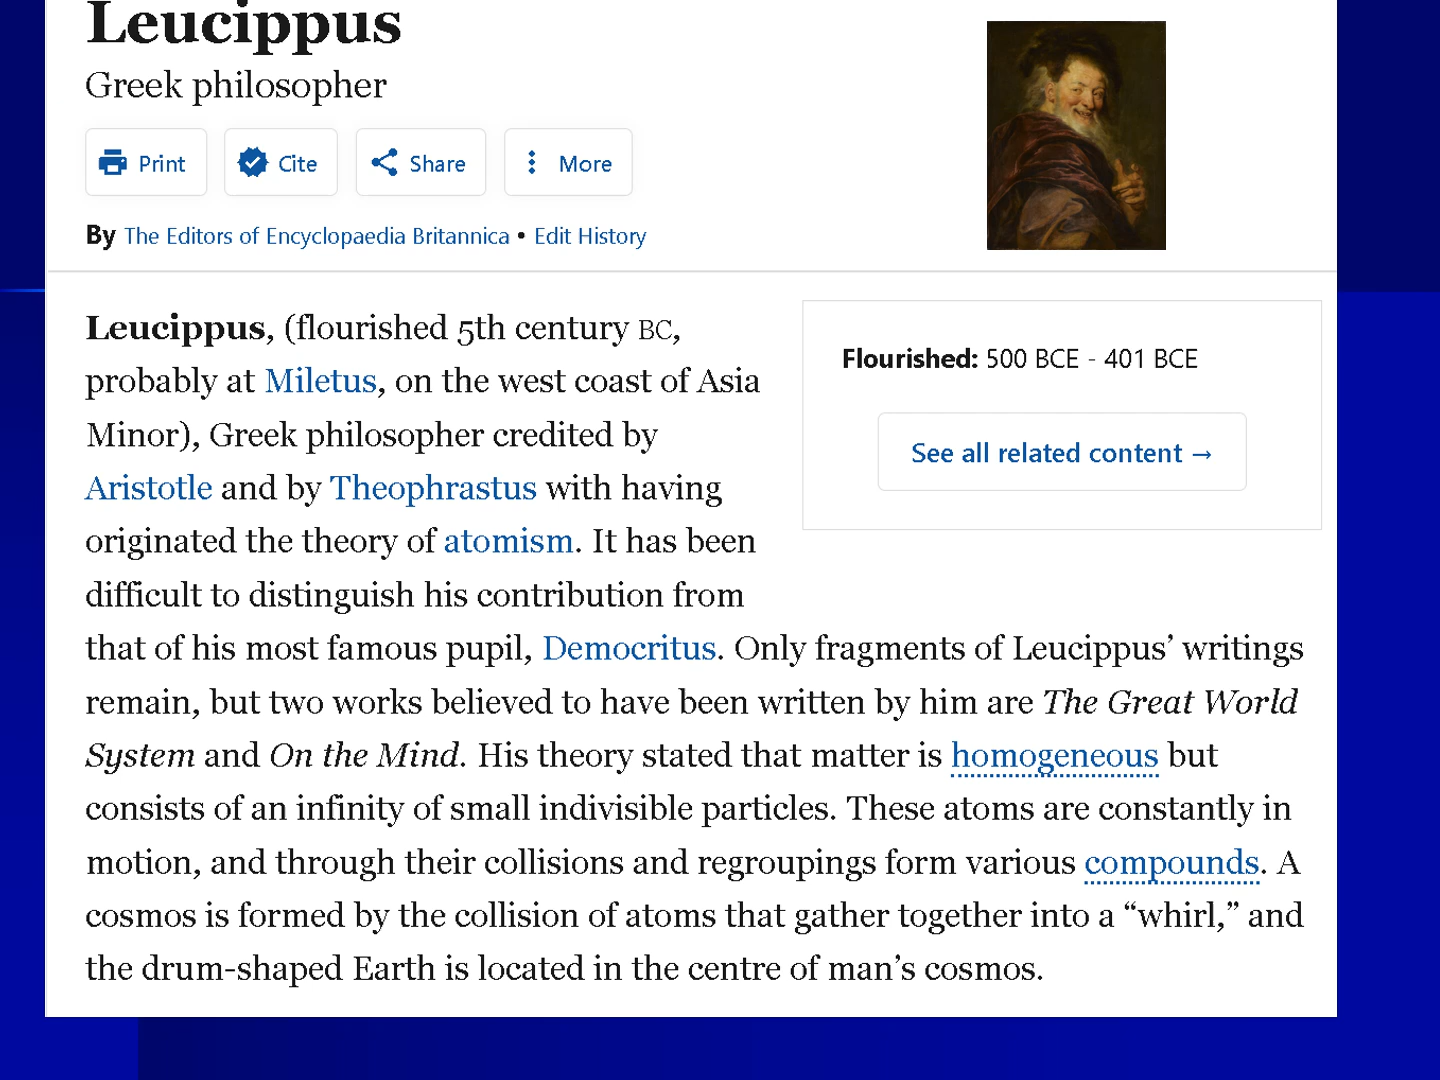 Leucippus
Greek philosopher
Print Cite Share More
By The Editors of Encyclopaedia Britannica • Edit History
Leucippus, (flourished 5th century BC,
probably at Miletus, on the west coast of Asia
Minor), Greek philosopher credited by
Aristotle and by Theophrastus with having
originated the theory of atomism. It has been
difficult to distinguish his contribution from
that of his most famous pupil, Democritus. Only fragments of Leucippus’ writings
remain, but two works believed to have been written by him are The Great World
System and On the Mind. His theory stated that matter is homogeneous but
consists of an infinity of small indivisible particles. These atoms are constantly in
motion, and through their collisions and regroupings form various compounds. A
cosmos is formed by the collision of atoms that gather together into a “whirl,” and
the drum-shaped Earth is located in the centre of man’s cosmos.
Flourished: 500 BCE - 401 BCE
See all related content →